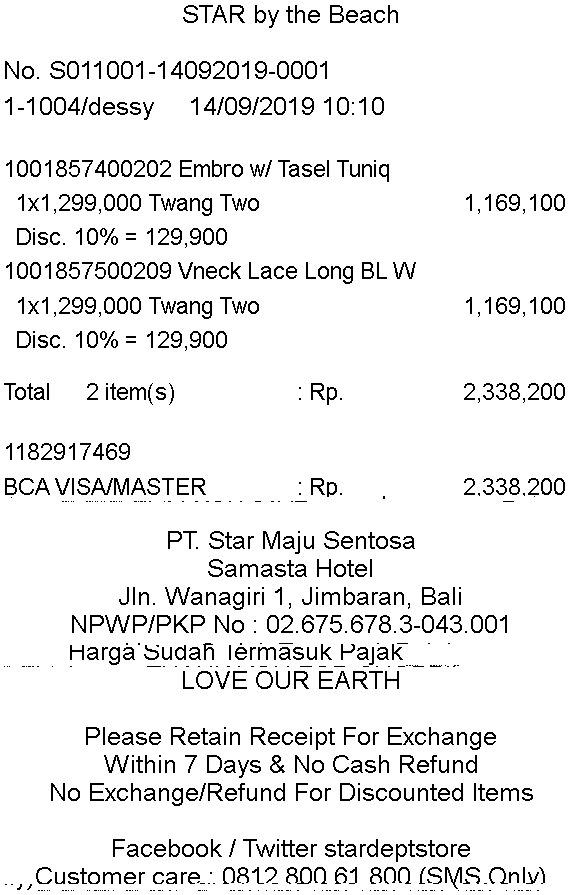 STAR by the Beach
No. S011001-14092019-0001
1-1004/dessy 14/09/2019 10:10
1001857400202 Embro w/ Tasel Tuniq
1x1,299,000 Twang Two 1,169,100
Disc. 10% = 129,900
1001857500209 Vneck Lace Long BL W
1x1,299,000 Twang Two 1,169,100
Disc. 10% = 129,900
Total 2 item(s) : Rp. 2,338,200
1182917469
BCA VISA/MASTER : Rp. 2,338,200
PT. Star Maju Sentosa
Samasta Hotel
Jln. Wanagiri 1, Jimbaran, Bali
NPWP/PKP No : 02.675.678.3-043.001
Harga Sudah Termasuk Pajak
LOVE OUR EARTH
Please Retain Receipt For Exchange
Within 7 Days & No Cash Refund
No Exchange/Refund For Discounted Items
Facebook / Twitter stardeptstore
Customer care : 0812 800 61 800 (SMS Only)